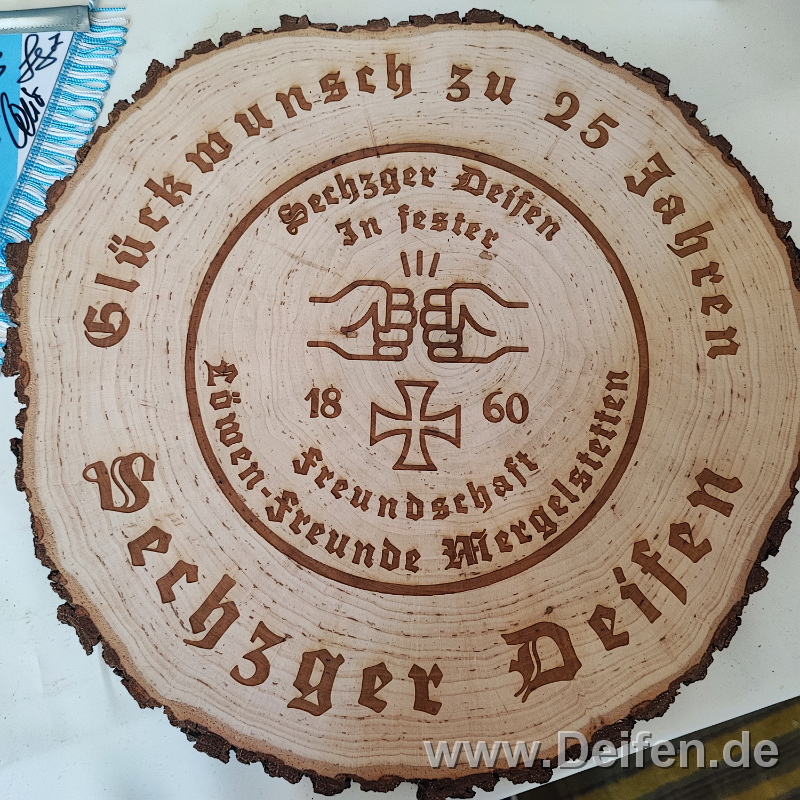 Glückwunsch zu 25 Jahren
Sechzger Deifen
In fester
18 60
Freundschaft
Löwen-Freunde Mergelstetten
Sechzger Deifen
www.Deifen.de